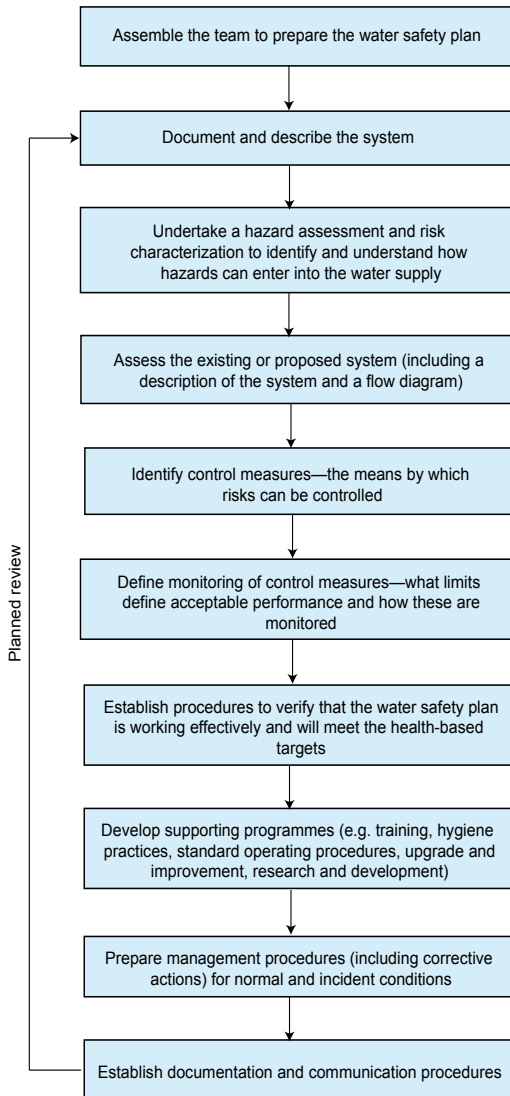 Assemble the team to prepare the water safety plan
Document and describe the system
Undertake a hazard assessment and risk
characterization to identify and understand how
hazards can enter into the water supply
Assess the existing or proposed system (including a
description of the system and a flow diagram)
Identify control measures—the means by which
risks can be controlled
Define monitoring of control measures—what limits
define acceptable performance and how these are
monitored
Establish procedures to verify that the water safety plan
is working effectively and will meet the health-based
targets
Develop supporting programmes (e.g. training, hygiene
practices, standard operating procedures, upgrade and
improvement, research and development)
Prepare management procedures (including corrective
actions) for normal and incident conditions
Establish documentation and communication procedures
Planned review